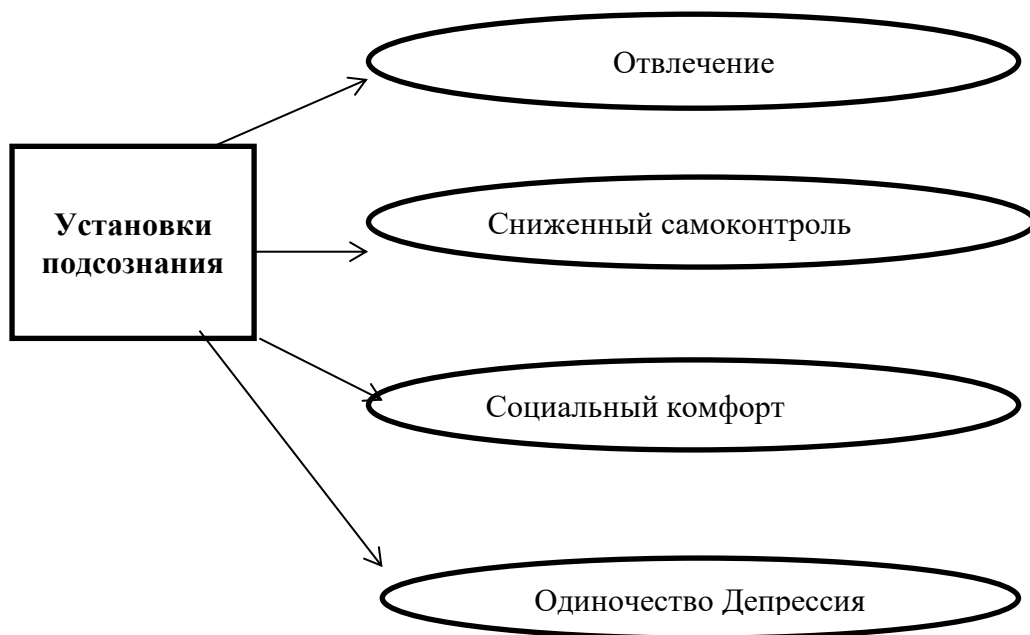 Отвлечение
Установки
подсознания
Сниженный самоконтроль
Социальный комфорт
Одиночество Депрессия